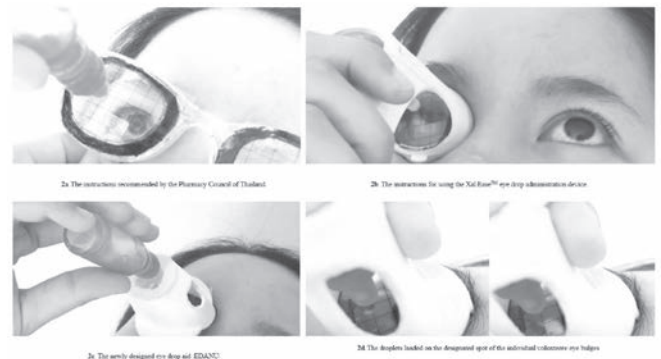 2a The instructions recommended by the Pharmacy Council of Thailand
2b The instructions for using the Xal-Ease™ eye drop administration device
2c The newly designed eye drop aid: EDANU.
2d The droplets landed on the designated spot of the individual volunteers eye bulges